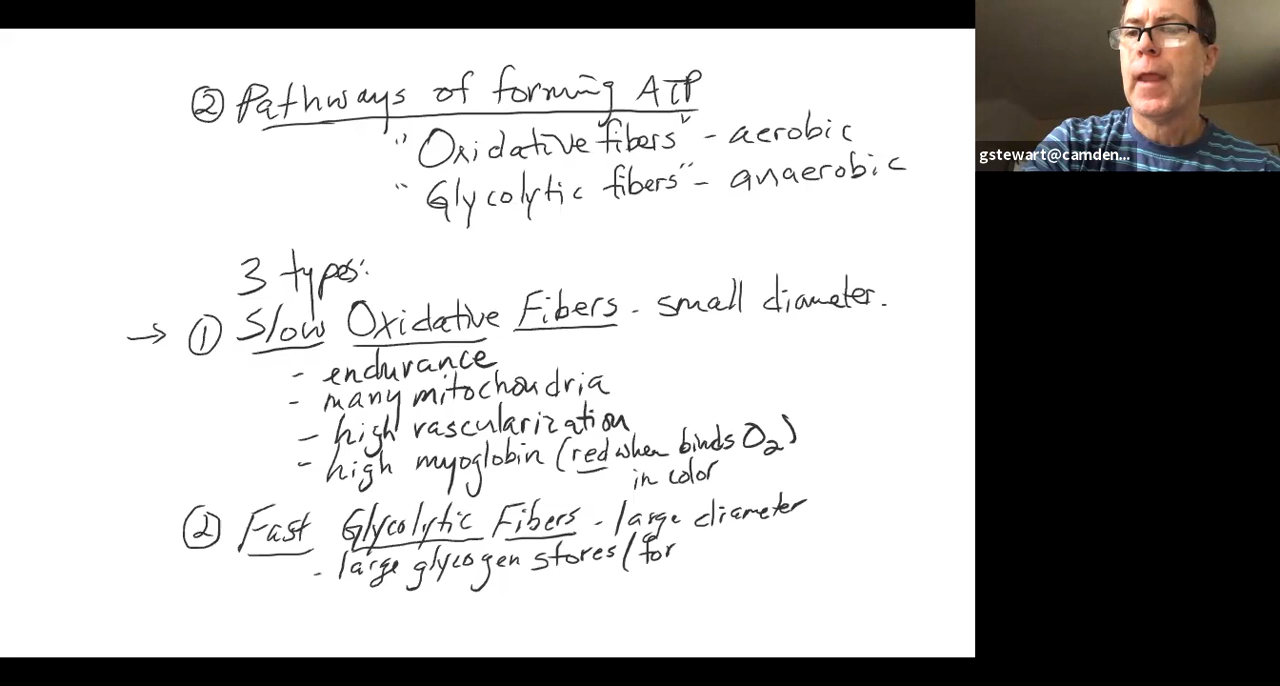 ② Pathways of forming ATP
"Oxidative fibers" - aerobic
"Glycolytic fibers" - anaerobic
3 types:
→ ① Slow Oxidative Fibers - small diameter.
- endurance
- many mitochondria
- high vascularization
- high myoglobin (red when binds O₂)
in color
② Fast Glycolytic Fibers - large diameter
- large glycogen stores (for
gstewart@camden...